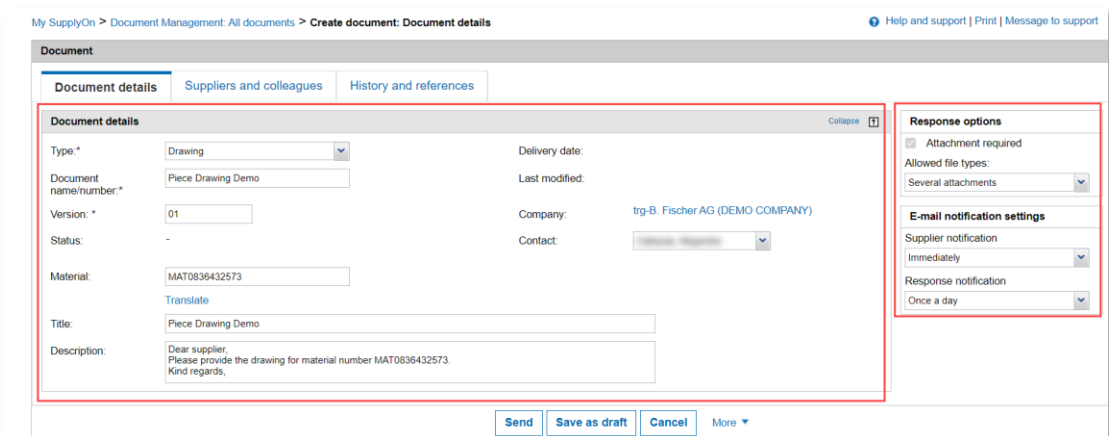 My SupplyOn > Document Management: All documents > Create document: Document details
Help and support | Print | Message to support
Document
Document details
Suppliers and colleagues
History and references
Document details
Collapse
Type:*
Drawing
Delivery date:
Document name/number:*
Piece Drawing Demo
Last modified:
Version: *
01
Company:
trg-B. Fischer AG (DEMO COMPANY)
Status:
-
Contact:
Material:
MAT0836432573
Translate
Title:
Piece Drawing Demo
Description:
Dear supplier,
Please provide the drawing for material number MAT0836432573.
Kind regards,
Response options
Attachment required
Allowed file types:
Several attachments
E-mail notification settings
Supplier notification
Immediately
Response notification
Once a day
Send
Save as draft
Cancel
More